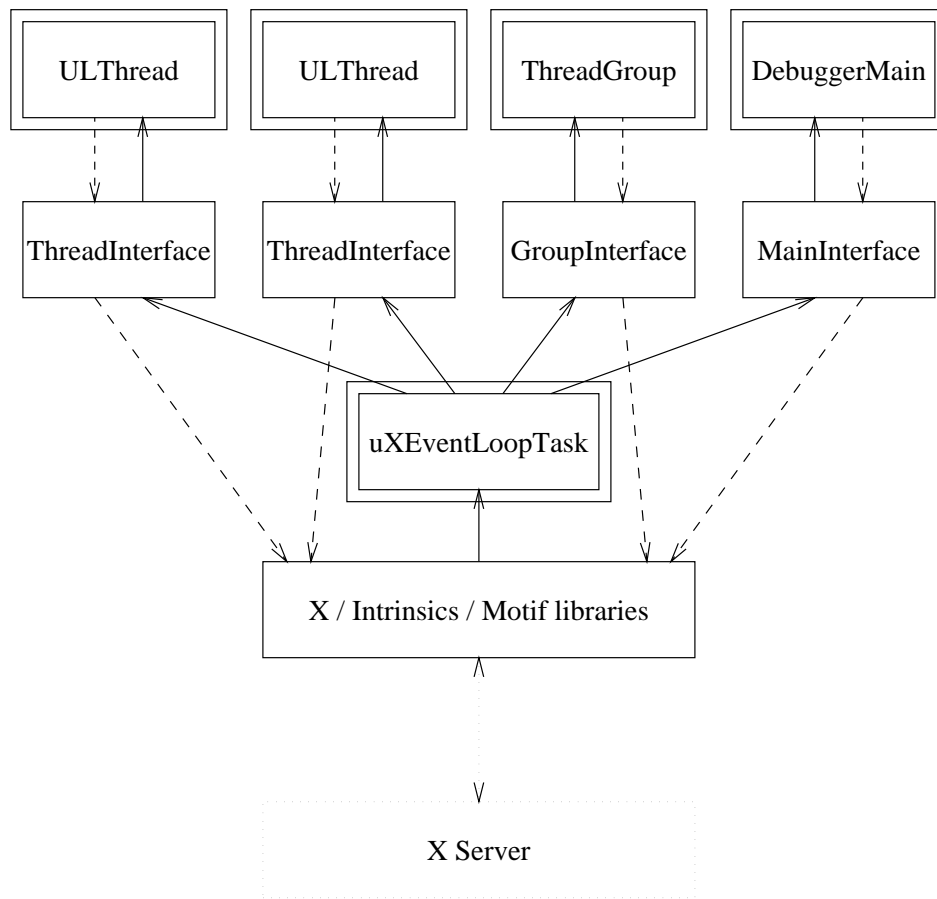 ULThread
ULThread
ThreadGroup
DebuggerMain
ThreadInterface
ThreadInterface
GroupInterface
MainInterface
uXEventLoopTask
X / Intrinsics / Motif libraries
X Server